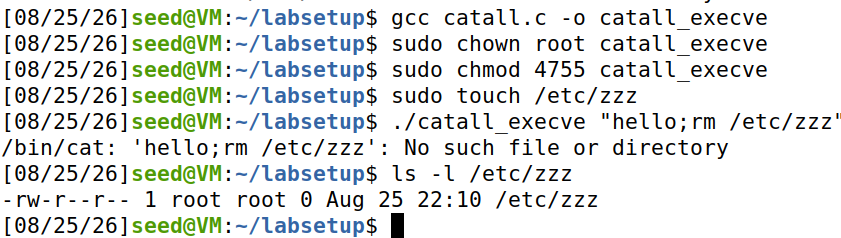 [08/25/26]seed@VM:~/labsetup$ gcc catall.c -o catall_execve
[08/25/26]seed@VM:~/labsetup$ sudo chown root catall_execve
[08/25/26]seed@VM:~/labsetup$ sudo chmod 4755 catall_execve
[08/25/26]seed@VM:~/labsetup$ sudo touch /etc/zzz
[08/25/26]seed@VM:~/labsetup$ ./catall_execve "hello;rm /etc/zzz"
/bin/cat: 'hello;rm /etc/zzz': No such file or directory
[08/25/26]seed@VM:~/labsetup$ ls -l /etc/zzz
-rw-r--r-- 1 root root 0 Aug 25 22:10 /etc/zzz
[08/25/26]seed@VM:~/labsetup$